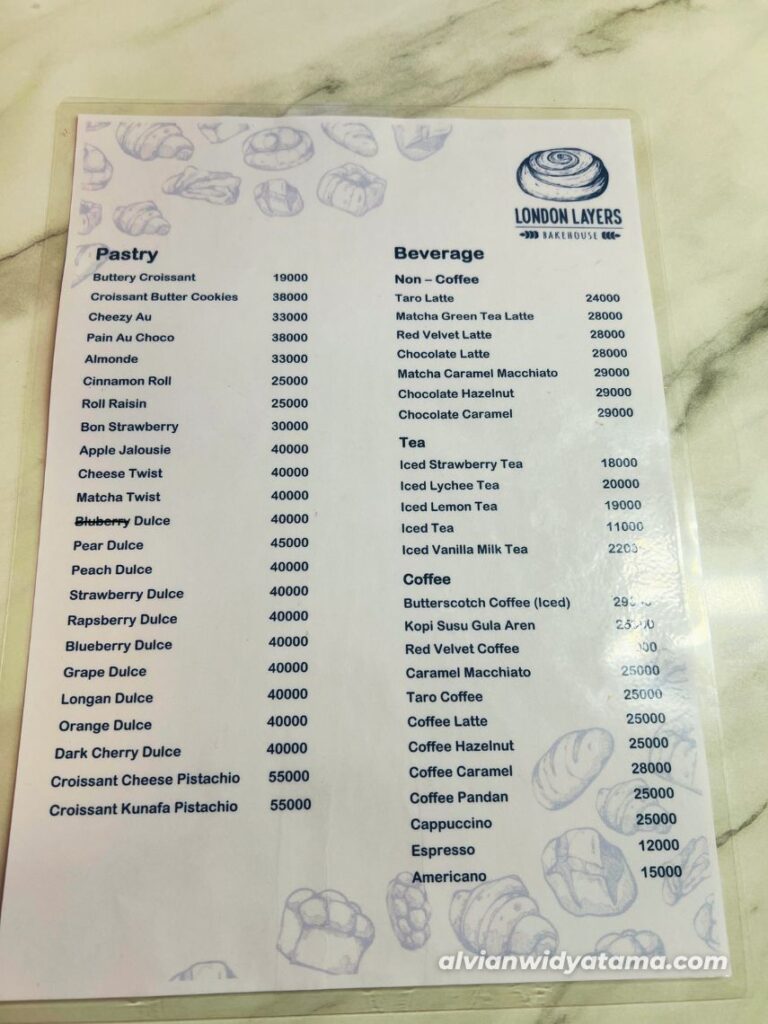 LONDON LAYERS
BAKEHOUSE
Pastry
Buttery Croissant 19000
Croissant Butter Cookies 38000
Cheezy Au 33000
Pain Au Choco 38000
Almonde 33000
Cinnamon Roll 25000
Roll Raisin 25000
Bon Strawberry 30000
Apple Jalousie 40000
Cheese Twist 40000
Matcha Twist 40000
Bluberry Dulce 40000
Pear Dulce 45000
Peach Dulce 40000
Strawberry Dulce 40000
Rapsberry Dulce 40000
Blueberry Dulce 40000
Grape Dulce 40000
Longan Dulce 40000
Orange Dulce 40000
Dark Cherry Dulce 40000
Croissant Cheese Pistachio 55000
Croissant Kunafa Pistachio 55000
Beverage
Non – Coffee
Taro Latte 24000
Matcha Green Tea Latte 28000
Red Velvet Latte 28000
Chocolate Latte 28000
Matcha Caramel Macchiato 29000
Chocolate Hazelnut 29000
Chocolate Caramel 29000
Tea
Iced Strawberry Tea 18000
Iced Lychee Tea 20000
Iced Lemon Tea 19000
Iced Tea 11000
Iced Vanilla Milk Tea
Coffee
Butterscotch Coffee (Iced)
Kopi Susu Gula Aren
Red Velvet Coffee
Caramel Macchiato 25000
Taro Coffee 25000
Coffee Latte 25000
Coffee Hazelnut 25000
Coffee Caramel 28000
Coffee Pandan 25000
Cappuccino 25000
Espresso 12000
Americano 15000
alvianwidyatama.com